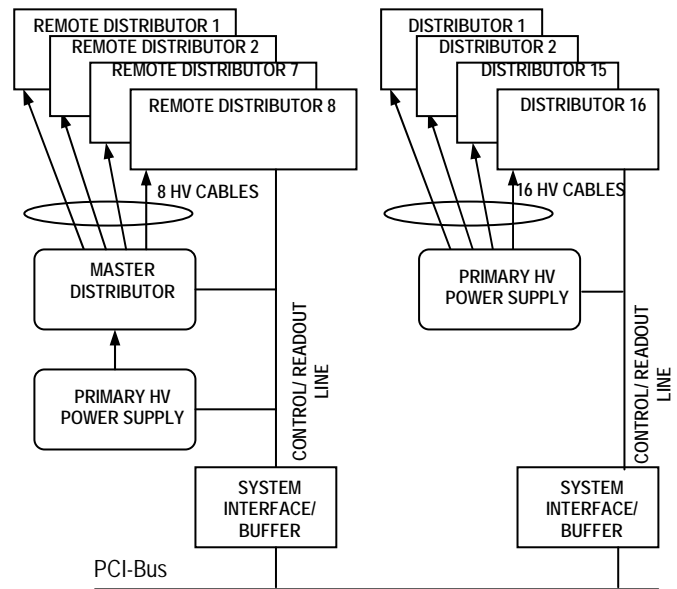 REMOTE DISTRIBUTOR 1
REMOTE DISTRIBUTOR 2
REMOTE DISTRIBUTOR 7
REMOTE DISTRIBUTOR 8
8 HV CABLES
MASTER
DISTRIBUTOR
PRIMARY HV
POWER SUPPLY
CONTROL/ READOUT
LINE
SYSTEM
INTERFACE/
BUFFER
DISTRIBUTOR 1
DISTRIBUTOR 2
DISTRIBUTOR 15
DISTRIBUTOR 16
16 HV CABLES
PRIMARY HV
POWER SUPPLY
CONTROL/ READOUT
LINE
SYSTEM
INTERFACE/
BUFFER
PCI-Bus